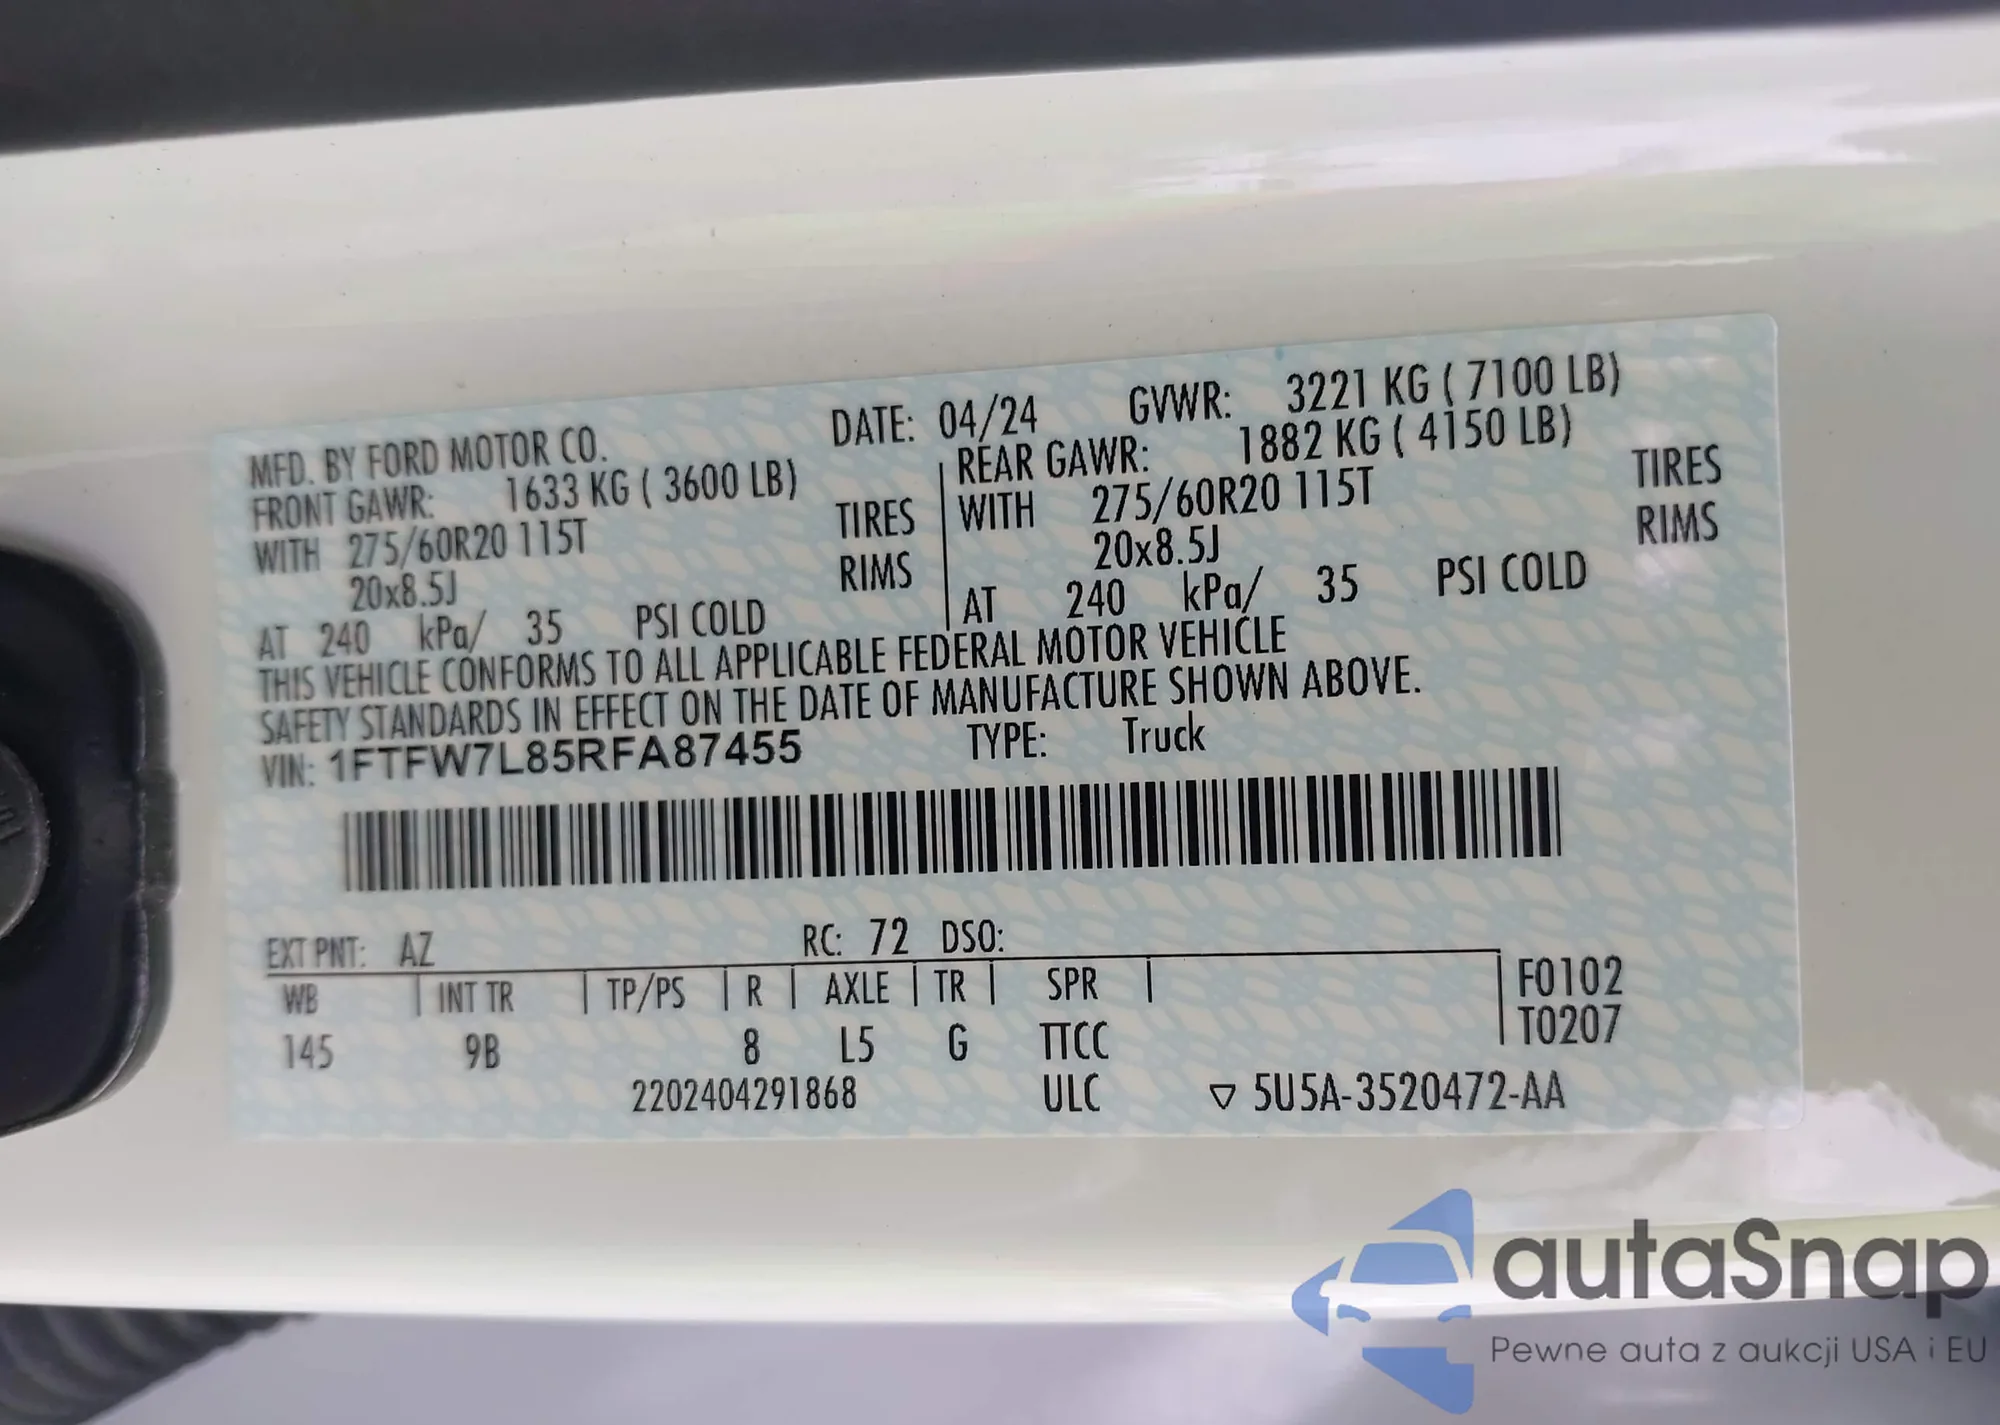 MFD. BY FORD MOTOR CO. DATE: 04/24 GVWR: 3221 KG ( 7100 LB)
FRONT GAWR: 1633 KG ( 3600 LB) REAR GAWR: 1882 KG ( 4150 LB)
WITH 275/60R20 115T TIRES WITH 275/60R20 115T TIRES
20x8.5J RIMS 20x8.5J RIMS
AT 240 kPa/ 35 PSI COLD AT 240 kPa/ 35 PSI COLD
THIS VEHICLE CONFORMS TO ALL APPLICABLE FEDERAL MOTOR VEHICLE
SAFETY STANDARDS IN EFFECT ON THE DATE OF MANUFACTURE SHOWN ABOVE.
VIN: 1FTFW7L85RFA87455 TYPE: Truck
EXT PNT: AZ RC: 72 DSO:
WB INT TR TP/PS R AXLE TR SPR F0102
145 9B 8 L5 G TTCC T0207
2202404291868 ULC ▽ 5U5A-3520472-AA
autaSnap
Pewne auta z aukcji USA i EU